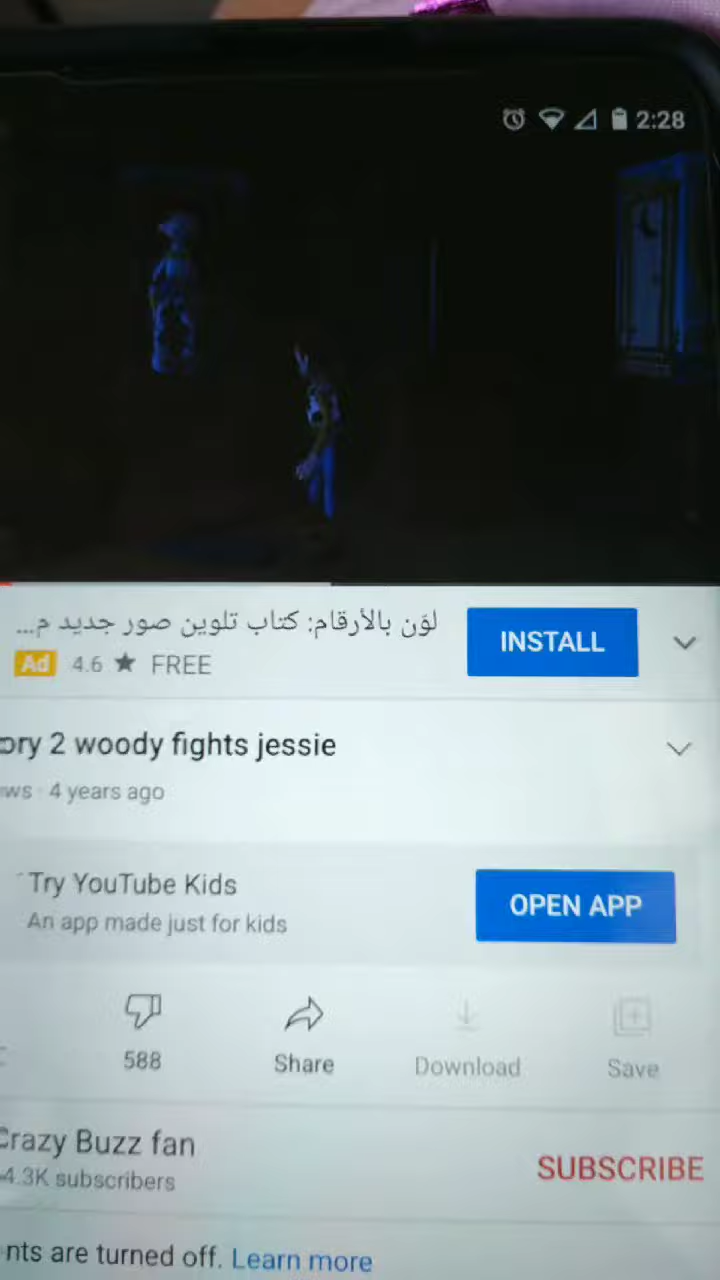 2:28
لوّن بالأرقام: كتاب تلوين صور جديد م...
INSTALL
Ad 4.6 ★ FREE
ory 2 woody fights jessie
ws · 4 years ago
Try YouTube Kids
An app made just for kids
OPEN APP
588
Share
Download
Save
Crazy Buzz fan
4.3K subscribers
SUBSCRIBE
nts are turned off. Learn more